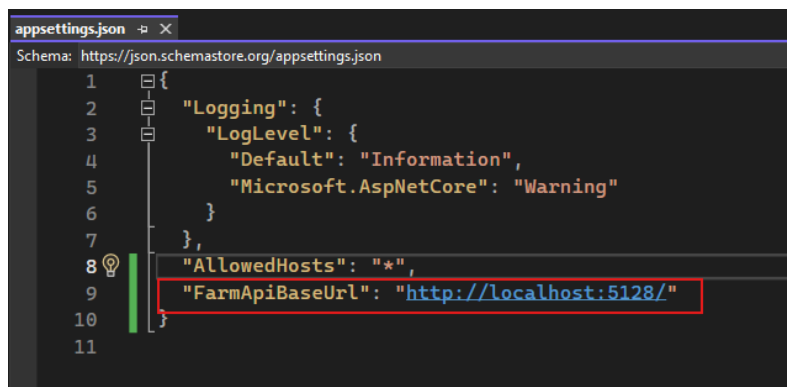 appsettings.json
Schema: https://json.schemastore.org/appsettings.json
1 {
2 "Logging": {
3 "LogLevel": {
4 "Default": "Information",
5 "Microsoft.AspNetCore": "Warning"
6 }
7 },
8 "AllowedHosts": "*",
9 "FarmApiBaseUrl": "http://localhost:5128/"
10 }
11